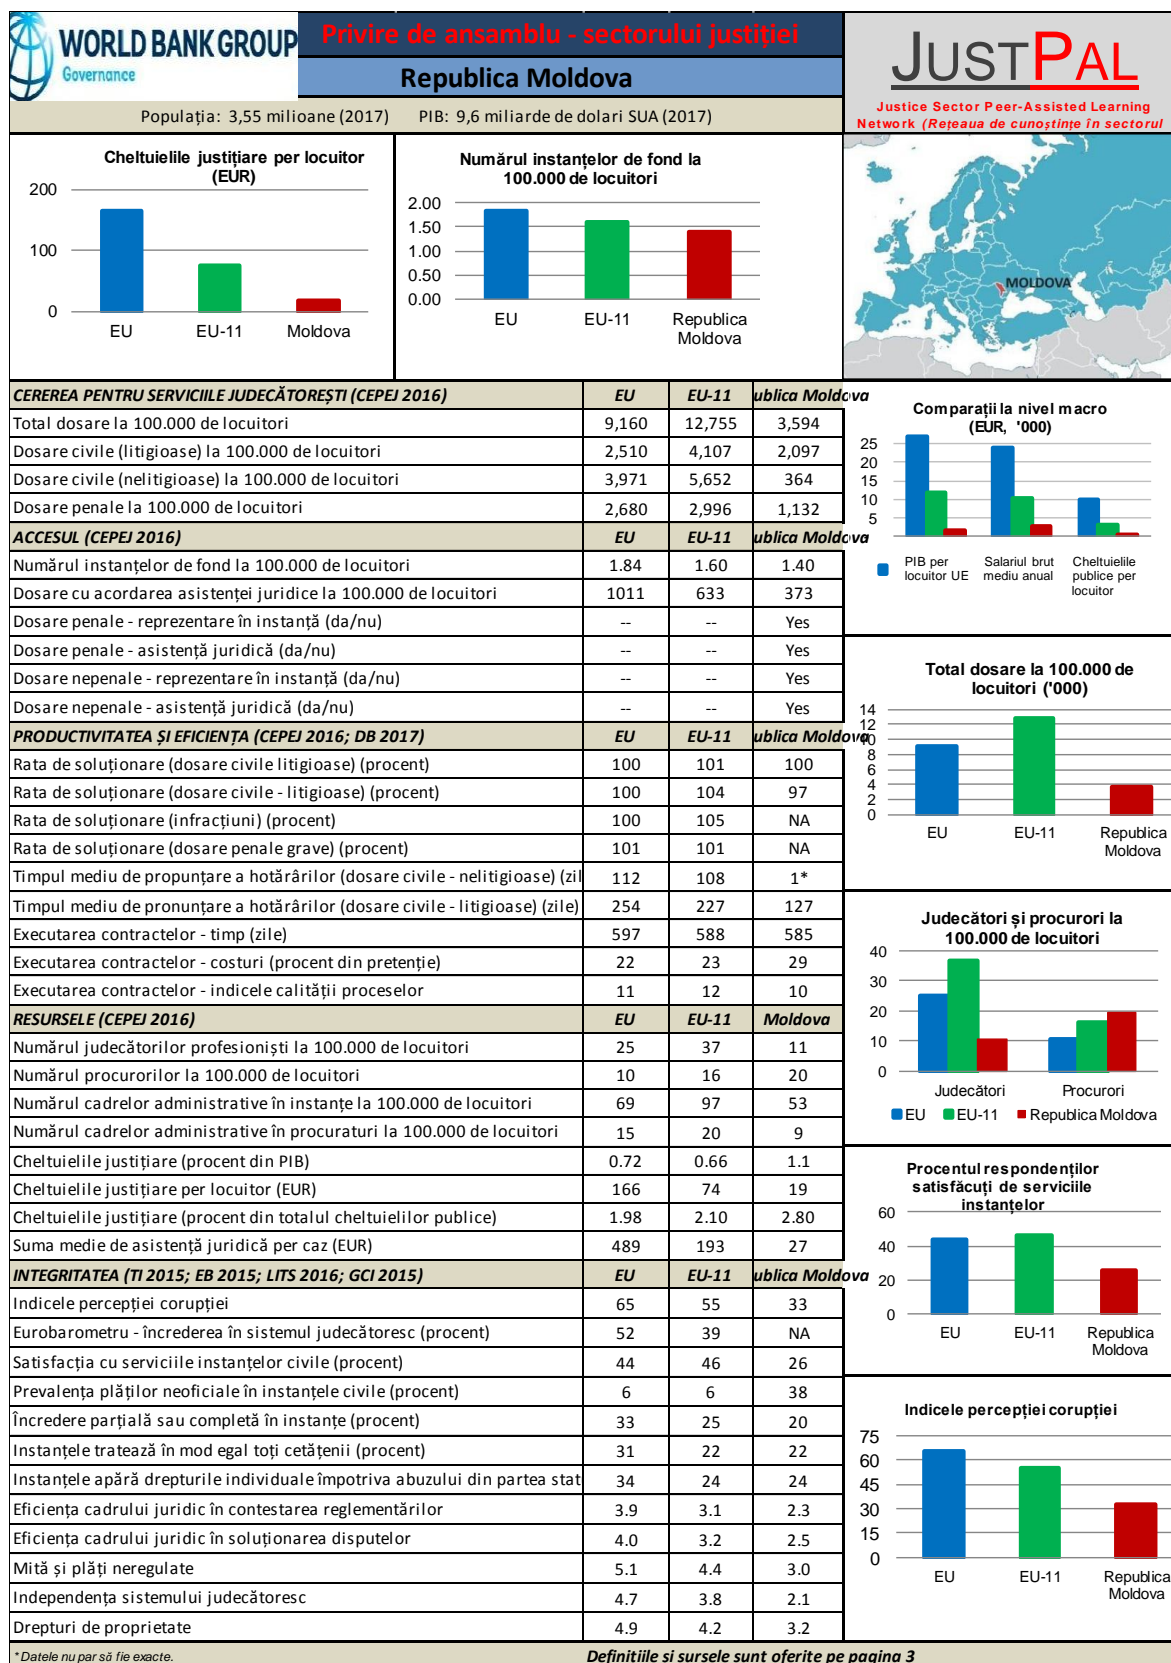 WORLD BANK GROUP
Governance
Privire de ansamblu - sectorului justiției
Republica Moldova
Populația: 3,55 milioane (2017) PIB: 9,6 miliarde de dolari SUA (2017)
JUSTPAL
Justice Sector Peer-Assisted Learning
Network (Rețeaua de cunoștințe în sectorul
Cheltuielile justițiare per locuitor
(EUR)
200
100
0
EU EU-11 Moldova
Numărul instanțelor de fond la
100.000 de locuitori
2.00
1.50
1.00
0.50
0.00
EU EU-11 Republica
Moldova
MOLDOVA
CEREREA PENTRU SERVICIILE JUDECĂTOREȘTI (CEPEJ 2016) EU EU-11 ublica Moldova
Total dosare la 100.000 de locuitori 9,160 12,755 3,594
Dosare civile (litigioase) la 100.000 de locuitori 2,510 4,107 2,097
Dosare civile (nelitigioase) la 100.000 de locuitori 3,971 5,652 364
Dosare penale la 100.000 de locuitori 2,680 2,996 1,132
ACCESUL (CEPEJ 2016) EU EU-11 ublica Moldova
Numărul instanțelor de fond la 100.000 de locuitori 1.84 1.60 1.40
Dosare cu acordarea asistenței juridice la 100.000 de locuitori 1011 633 373
Dosare penale - reprezentare în instanță (da/nu) -- -- Yes
Dosare penale - asistență juridică (da/nu) -- -- Yes
Dosare nepenale - reprezentare în instanță (da/nu) -- -- Yes
Dosare nepenale - asistență juridică (da/nu) -- -- Yes
PRODUCTIVITATEA ȘI EFICIENȚA (CEPEJ 2016; DB 2017) EU EU-11 ublica Moldova
Rata de soluționare (dosare civile litigioase) (procent) 100 101 100
Rata de soluționare (dosare civile - litigioase) (procent) 100 104 97
Rata de soluționare (infracțiuni) (procent) 100 105 NA
Rata de soluționare (dosare penale grave) (procent) 101 101 NA
Timpul mediu de propunțare a hotărârilor (dosare civile - nelitigioase) (zil 112 108 1*
Timpul mediu de pronunțare a hotărârilor (dosare civile - litigioase) (zile) 254 227 127
Executarea contractelor - timp (zile) 597 588 585
Executarea contractelor - costuri (procent din pretenție) 22 23 29
Executarea contractelor - indicele calității proceselor 11 12 10
RESURSELE (CEPEJ 2016) EU EU-11 Moldova
Numărul judecătorilor profesioniști la 100.000 de locuitori 25 37 11
Numărul procurorilor la 100.000 de locuitori 10 16 20
Numărul cadrelor administrative în instanțe la 100.000 de locuitori 69 97 53
Numărul cadrelor administrative în procuraturi la 100.000 de locuitori 15 20 9
Cheltuielile justițiare (procent din PIB) 0.72 0.66 1.1
Cheltuielile justițiare per locuitor (EUR) 166 74 19
Cheltuielile justițiare (procent din totalul cheltuielilor publice) 1.98 2.10 2.80
Suma medie de asistență juridică per caz (EUR) 489 193 27
INTEGRITATEA (TI 2015; EB 2015; LITS 2016; GCI 2015) EU EU-11 ublica Moldova
Indicele percepției corupției 65 55 33
Eurobarometru - încrederea în sistemul judecătoresc (procent) 52 39 NA
Satisfacția cu serviciile instanțelor civile (procent) 44 46 26
Prevalența plăților neoficiale în instanțele civile (procent) 6 6 38
Încredere parțială sau completă în instanțe (procent) 33 25 20
Instanțele tratează în mod egal toți cetățenii (procent) 31 22 22
Instanțele apără drepturile individuale împotriva abuzului din partea stat 34 24 24
Eficiența cadrului juridic în contestarea reglementărilor 3.9 3.1 2.3
Eficiența cadrului juridic în soluționarea disputelor 4.0 3.2 2.5
Mită și plăți neregulate 5.1 4.4 3.0
Independența sistemului judecătoresc 4.7 3.8 2.1
Drepturi de proprietate 4.9 4.2 3.2
Comparații la nivel macro
(EUR, '000)
25
20
15
10
5
PIB per
locuitor UE
Salariul brut
mediu anual
Cheltuielile
publice per
locuitor
Total dosare la 100.000 de
locuitori ('000)
14
12
10
8
6
4
2
0
EU EU-11 Republica
Moldova
Judecători și procurori la
100.000 de locuitori
40
30
20
10
0
Judecători Procurori
EU EU-11 Republica Moldova
Procentul respondenților
satisfăcuți de serviciile
instanțelor
60
40
20
0
EU EU-11 Republica
Moldova
Indicele percepției corupției
75
60
45
30
15
0
EU EU-11 Republica
Moldova
* Datele nu par să fie exacte.
Definițiile și sursele sunt oferite pe pagina 3